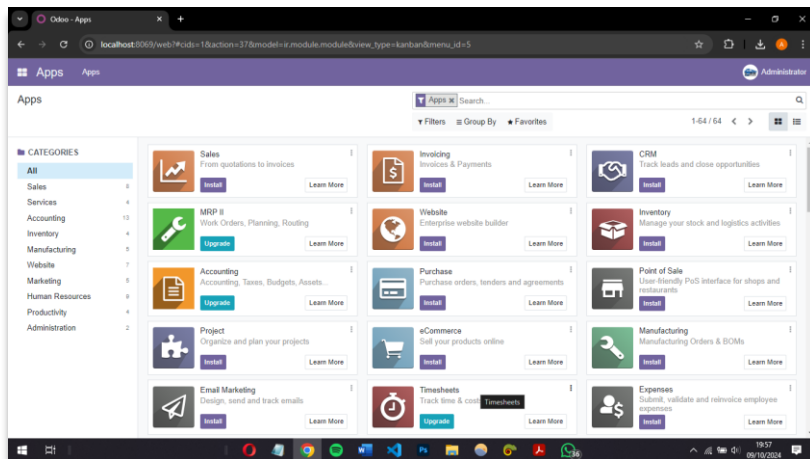 Odoo - Apps
localhost:8069/web?#cids=1&action=37&model=ir.module.module&view_type=kanban&menu_id=5
Apps Apps Administrator
Apps
Apps Search...
Filters Group By Favorites 1-64 / 64
CATEGORIES
All
Sales 8
Services 4
Accounting 13
Inventory 4
Manufacturing 5
Website 7
Marketing 6
Human Resources 9
Productivity 4
Administration 2
Sales
From quotations to invoices
Install Learn More
Invoicing
Invoices & Payments
Install Learn More
CRM
Track leads and close opportunities
Install Learn More
MRP II
Work Orders, Planning, Routing
Upgrade Learn More
Website
Enterprise website builder
Install Learn More
Inventory
Manage your stock and logistics activities
Install Learn More
Accounting
Accounting, Taxes, Budgets, Assets...
Upgrade Learn More
Purchase
Purchase orders, tenders and agreements
Install Learn More
Point of Sale
User-friendly PoS interface for shops and
restaurants
Install Learn More
Project
Organize and plan your projects
Install Learn More
eCommerce
Sell your products online
Install Learn More
Manufacturing
Manufacturing Orders & BOMs
Install Learn More
Email Marketing
Design, send and track emails
Install Learn More
Timesheets
Track time & cost
Timesheets
Upgrade Learn More
Expenses
Submit, validate and reinvoice employee
expenses
Install Learn More
19:57
09/10/2024